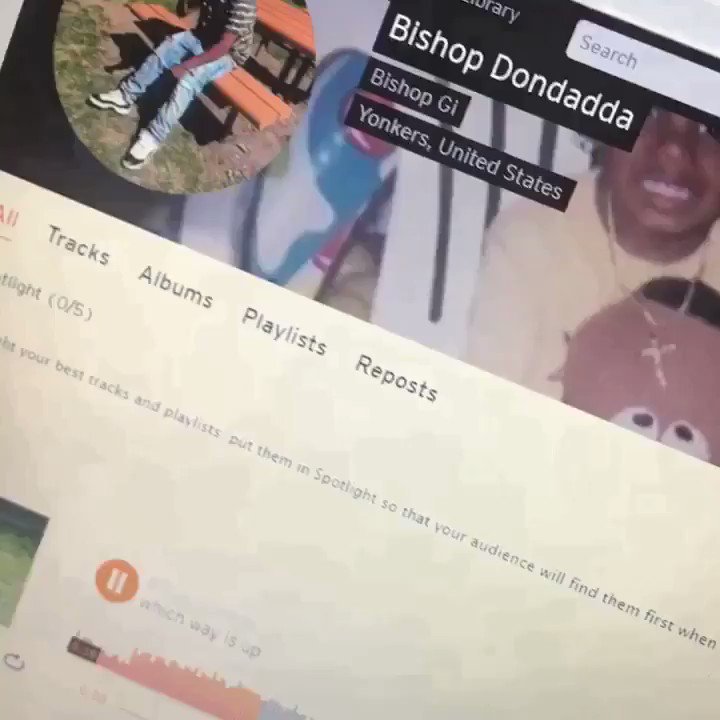 Library
Search
Bishop Dondadda
Bishop Gi
Yonkers, United States
All
Tracks
Albums
Playlists
Reposts
(0/5)
your best tracks and playlists put them in Spotlight so that your audience will find them first when
which way is up